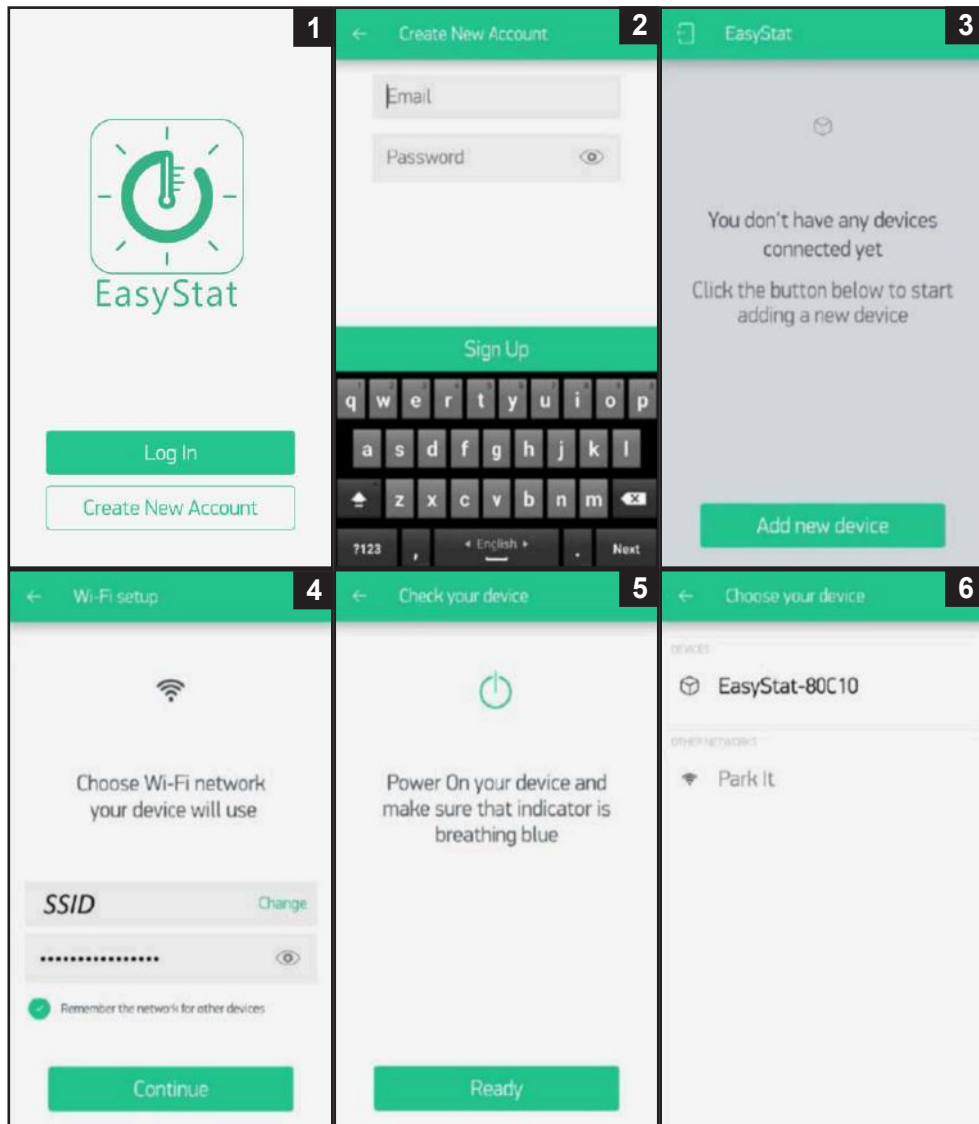 1
EasyStat
Log In
Create New Account
2
Create New Account
Email
Password
Sign Up
q w e r t y u i o p
a s d f g h j k l
z x c v b n m
?123 , English . Next
3
EasyStat
You don't have any devices
connected yet
Click the button below to start
adding a new device
Add new device
4
Wi-Fi setup
Choose Wi-Fi network
your device will use
SSID Change
••••••••••••••••
Remember the network for other devices
Continue
5
Check your device
Power On your device and
make sure that indicator is
breathing blue
Ready
6
Choose your device
DEVICES
EasyStat-80C10
OTHER NETWORKS
Park It